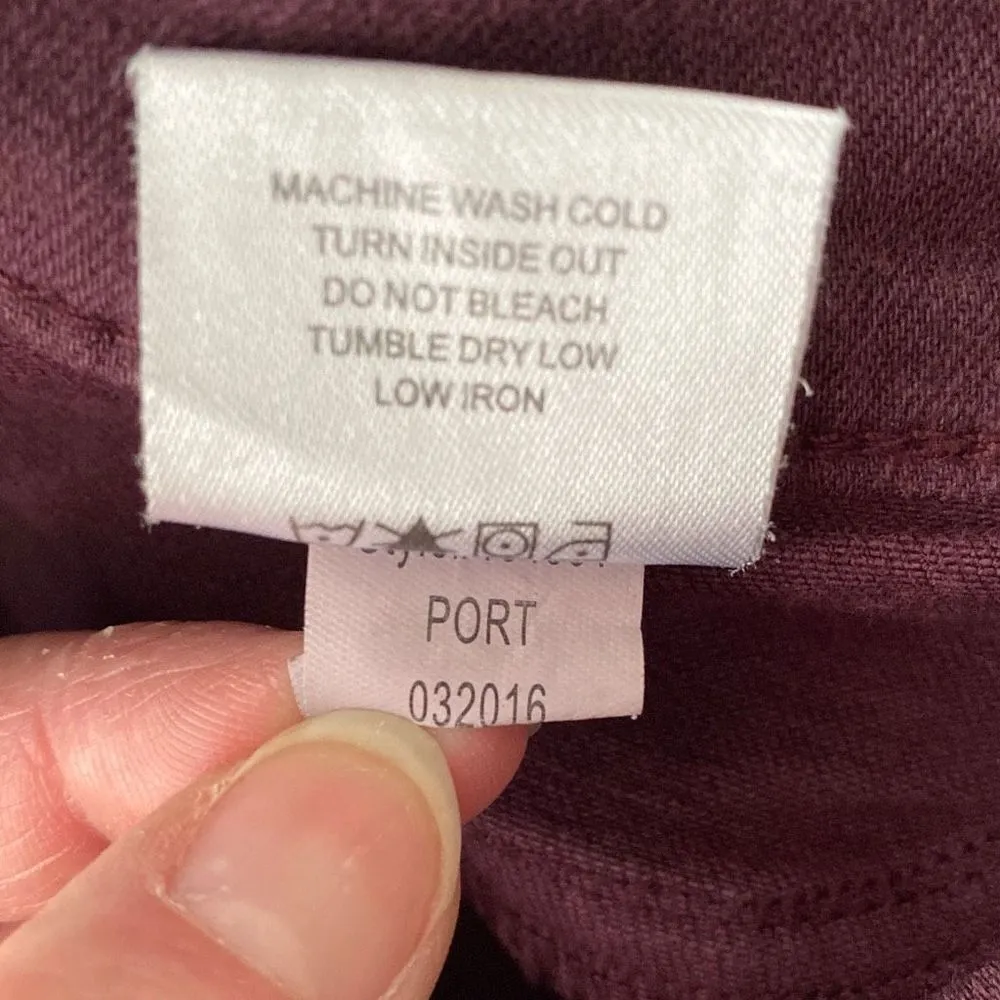 MACHINE WASH COLD
TURN INSIDE OUT
DO NOT BLEACH
TUMBLE DRY LOW
LOW IRON
PORT
032016